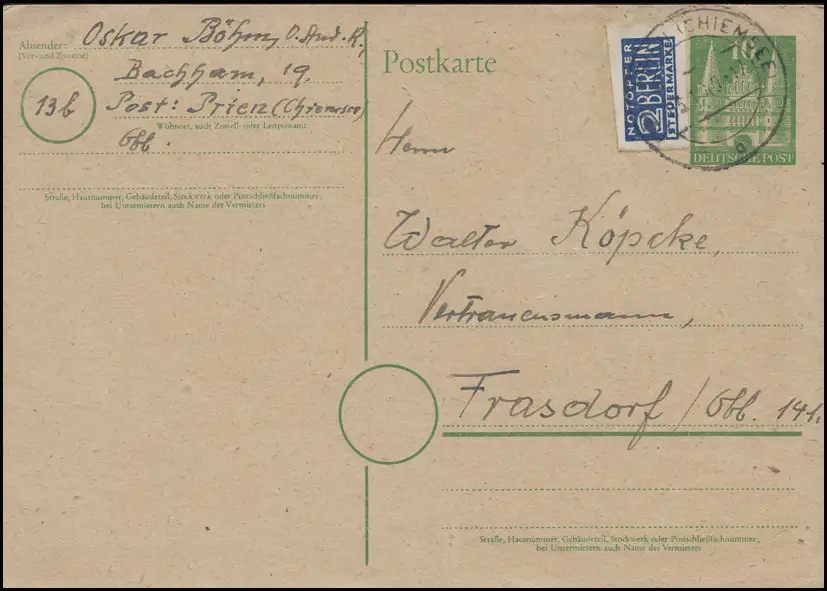 Absender: Oskar Böhm, O. Stud. R.,
(Vor- und Zuname)
Bachham, 19.
13b Post: Prien (Chiemsee)
Wohnort, auch Zustell- oder Leitpostamt
Obb.
Straße, Hausnummer, Gebäudeteil, Stockwerk oder Postschließfachnummer;
bei Untermietern auch Name des Vermieters
Postkarte
NOTOPFER
2 BERLIN
STEUERMARKE
(CHIEMSEE
a
DEUTSCHE POST
Herrn
Walter Köpcke,
Vertrauensmann,
Frasdorf / Obb. 141.
Straße, Hausnummer, Gebäudeteil, Stockwerk oder Postschließfachnummer;
bei Untermietern auch Name des Vermieters